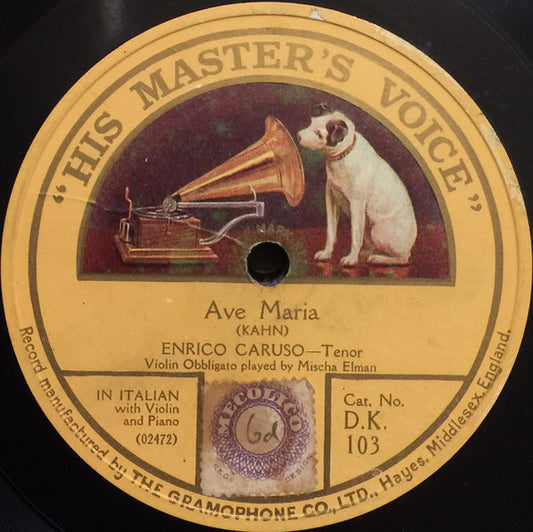 "HIS MASTER'S VOICE"
Ave Maria
(KAHN)
ENRICO CARUSO—Tenor
Violin Obbligato played by Mischa Elman
IN ITALIAN
with Violin
and Piano
(02472)
MECOLICO
6d
Cat. No.
D.K.
103
Record manufactured by THE GRAMOPHONE CO., LTD., Hayes, Middlesex, England.